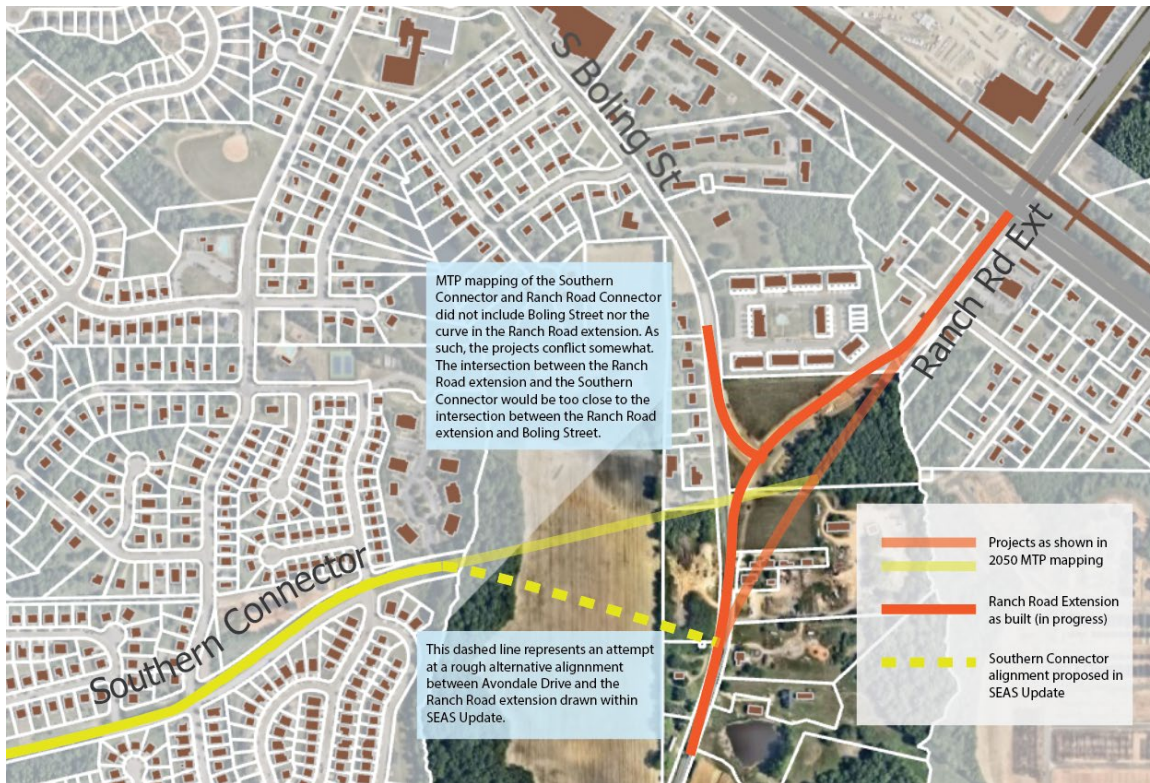 S Boling St
Ranch Rd Ext
MTP mapping of the Southern
Connector and Ranch Road Connector
did not include Boling Street nor the
curve in the Ranch Road extension. As
such, the projects conflict somewhat.
The intersection between the Ranch
Road extension and the Southern
Connector would be too close to the
intersection between the Ranch Road
extension and Boling Street.
Southern Connector
This dashed line represents an attempt
at a rough alternative alignnment
between Avondale Drive and the
Ranch Road extension drawn within
SEAS Update.
Projects as shown in
2050 MTP mapping
Ranch Road Extension
as built (in progress)
Southern Connector
alignment proposed in
SEAS Update